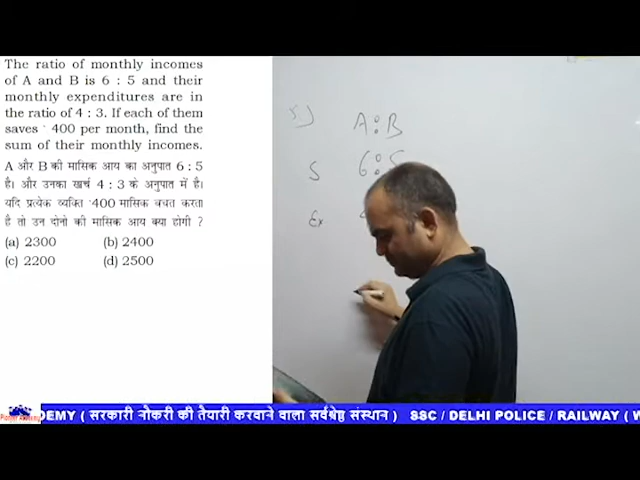 The ratio of monthly incomes
of A and B is 6 : 5 and their
monthly expenditures are in
the ratio of 4 : 3. If each of them
saves ` 400 per month, find the
sum of their monthly incomes.
A और B की मासिक आय का अनुपात 6 : 5
है। और उनका खर्च 4 : 3 के अनुपात में है।
यदि प्रत्येक व्यक्ति `400 मासिक बचत करता
है तो उन दोनो की मासिक आय क्या होगी ?
(a) 2300 (b) 2400
(c) 2200 (d) 2500
5)
A : B
S 6 : 5
Ex 4
DEMY ( सरकारी नौकरी की तैयारी करवाने वाला सर्वश्रेष्ठ संस्थान ) SSC / DELHI POLICE / RAILWAY ( W